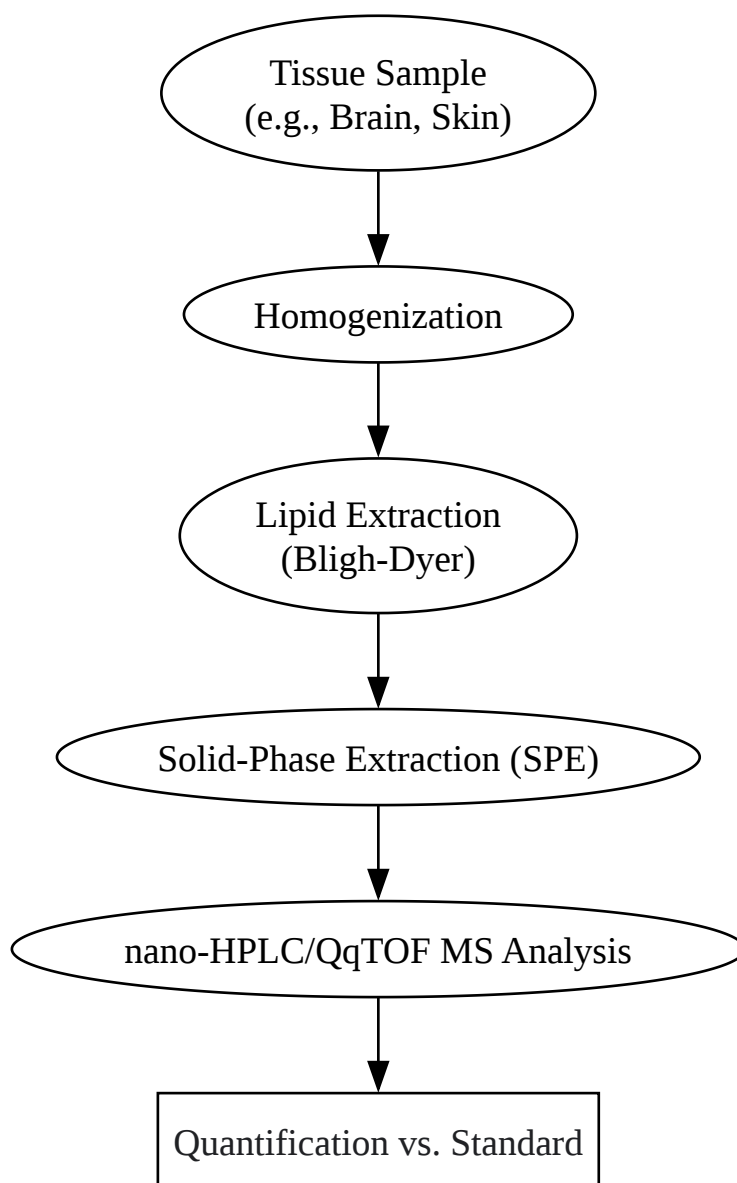 Tissue Sample
(e.g., Brain, Skin)
Homogenization
Lipid Extraction
(Bligh-Dyer)
Solid-Phase Extraction (SPE)
nano-HPLC/QqTOF MS Analysis
Quantification vs. Standard